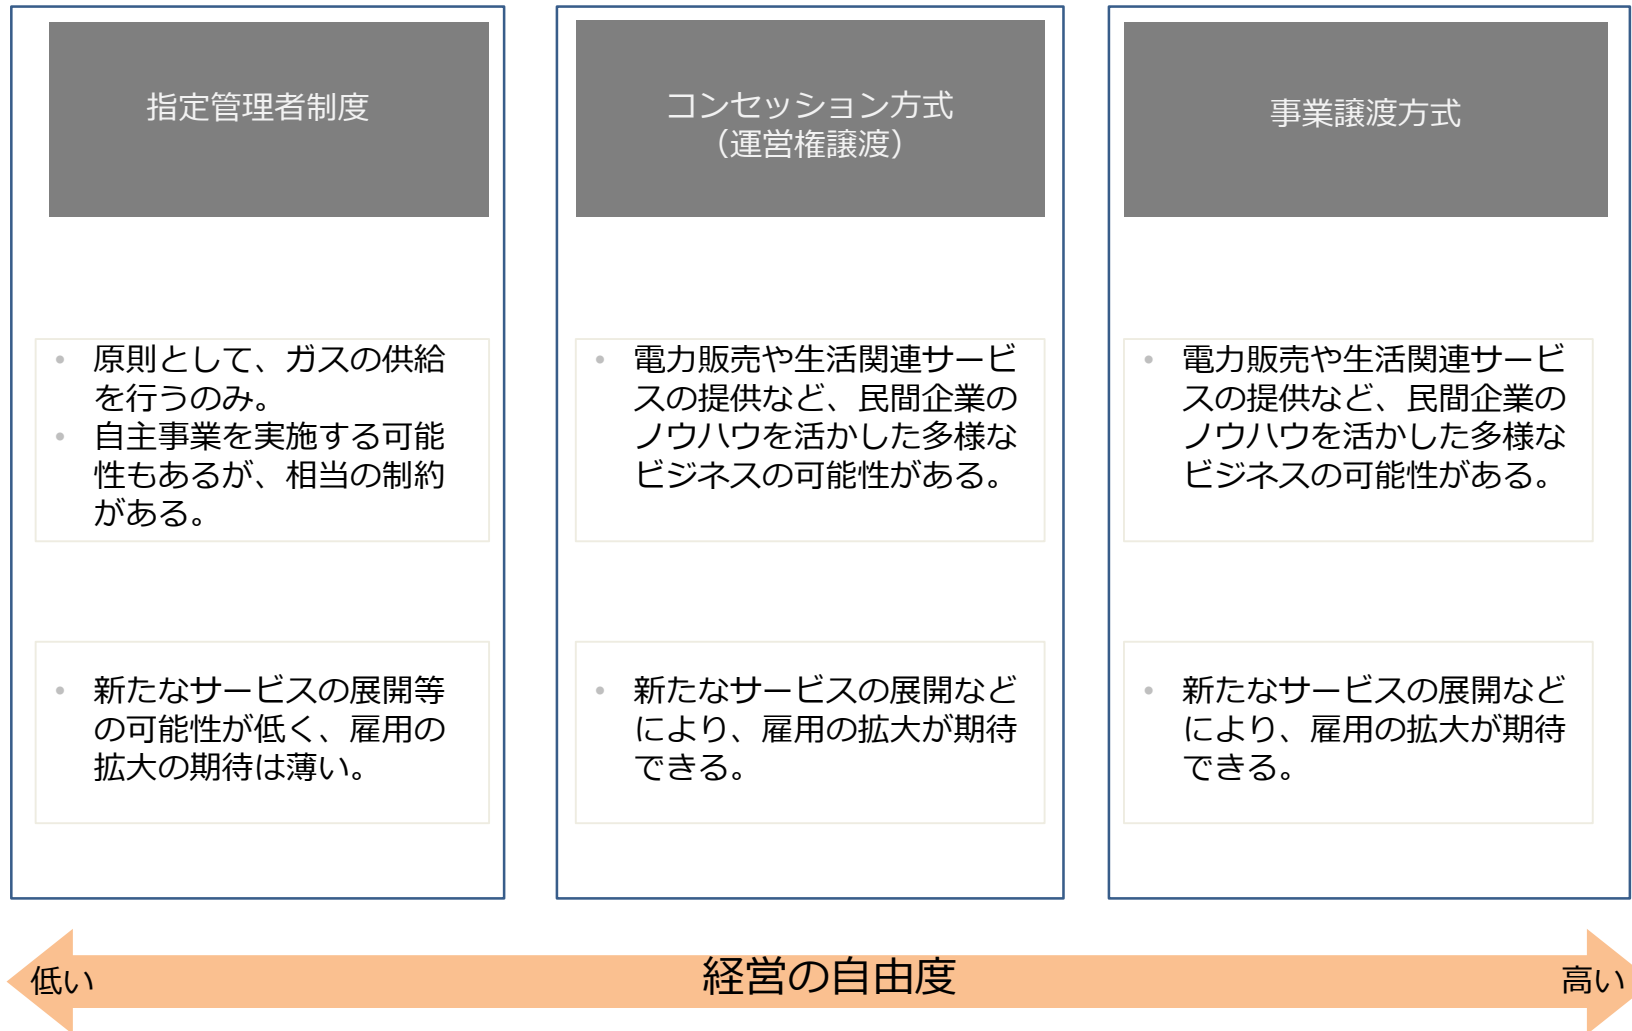 指定管理者制度
• 原則として、ガスの供給
を行うのみ。
• 自主事業を実施する可能
性もあるが、相当の制約
がある。
• 新たなサービスの展開等
の可能性が低く、雇用の
拡大の期待は薄い。
コンセッション方式
（運営権譲渡）
• 電力販売や生活関連サービ
スの提供など、民間企業の
ノウハウを活かした多様な
ビジネスの可能性がある。
• 新たなサービスの展開など
により、雇用の拡大が期待
できる。
事業譲渡方式
• 電力販売や生活関連サービ
スの提供など、民間企業の
ノウハウを活かした多様な
ビジネスの可能性がある。
• 新たなサービスの展開など
により、雇用の拡大が期待
できる。
低い
経営の自由度
高い